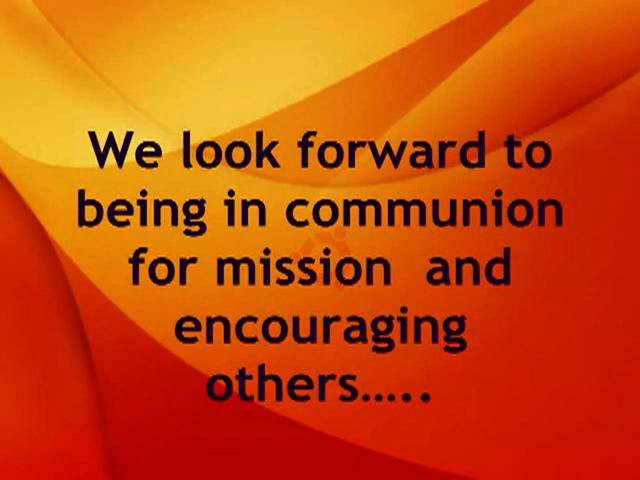 We look forward to
being in communion
for mission  and
encouraging
others.....